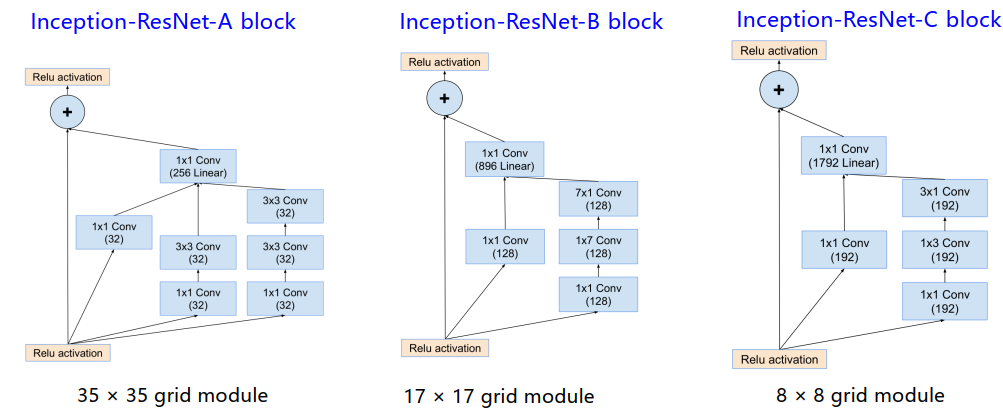 Inception-ResNet-A block
Relu activation
+
1x1 Conv
(256 Linear)
3x3 Conv
(32)
1x1 Conv
(32)
3x3 Conv
(32)
3x3 Conv
(32)
1x1 Conv
(32)
1x1 Conv
(32)
Relu activation
35 × 35 grid module
Inception-ResNet-B block
Relu activation
+
1x1 Conv
(896 Linear)
7x1 Conv
(128)
1x1 Conv
(128)
1x7 Conv
(128)
1x1 Conv
(128)
Relu activation
17 × 17 grid module
Inception-ResNet-C block
Relu activation
+
1x1 Conv
(1792 Linear)
3x1 Conv
(192)
1x1 Conv
(192)
1x3 Conv
(192)
1x1 Conv
(192)
Relu activation
8 × 8 grid module